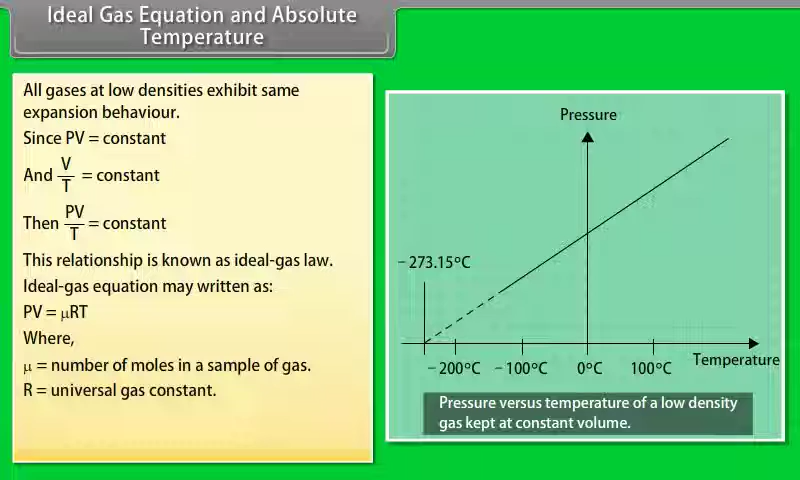 Ideal Gas Equation and Absolute
Temperature
All gases at low densities exhibit same
expansion behaviour.
Since PV = constant
And V/T = constant
Then PV/T = constant
This relationship is known as ideal-gas law.
Ideal-gas equation may written as:
PV = μRT
Where,
μ = number of moles in a sample of gas.
R = universal gas constant.
Pressure
– 273.15°C
– 200°C – 100°C 0°C 100°C Temperature
Pressure versus temperature of a low density
gas kept at constant volume.